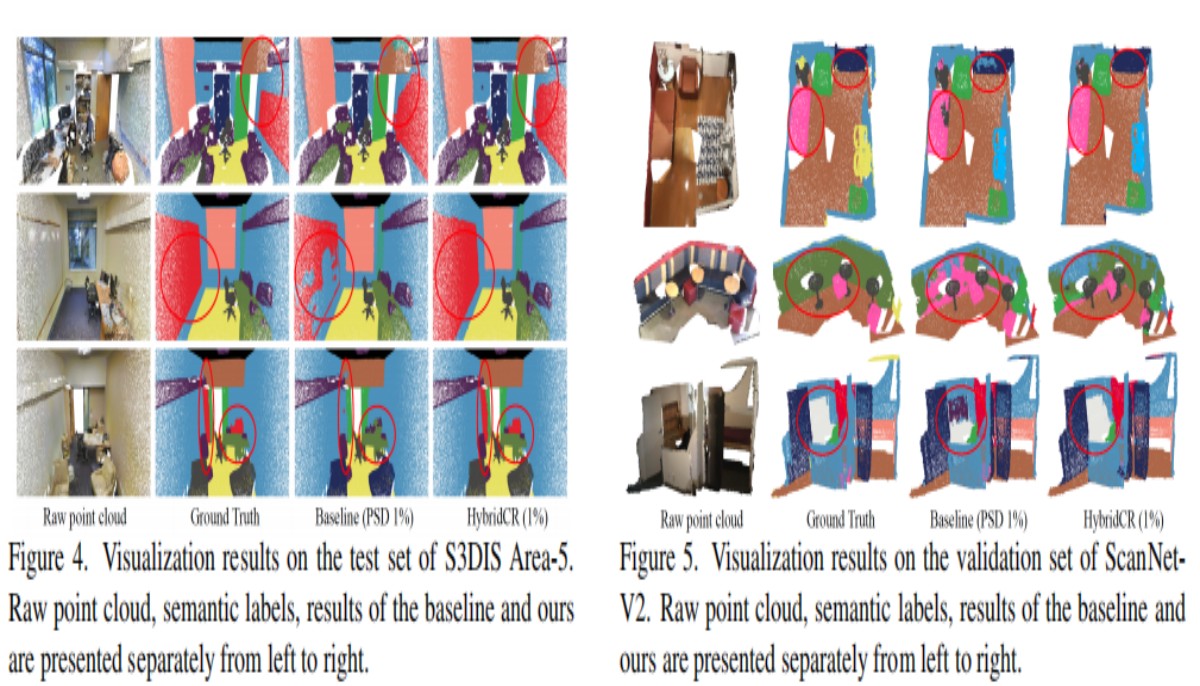 Raw point cloud
Ground Truth
Baseline (PSD 1%)
HybridCR (1%)
Figure 4. Visualization results on the test set of S3DIS Area-5.
Raw point cloud, semantic labels, results of the baseline and ours
are presented separately from left to right.
Raw point cloud
Ground Truth
Baseline (PSD 1%)
HybridCR (1%)
Figure 5. Visualization results on the validation set of ScanNet-
V2. Raw point cloud, semantic labels, results of the baseline and
ours are presented separately from left to right.